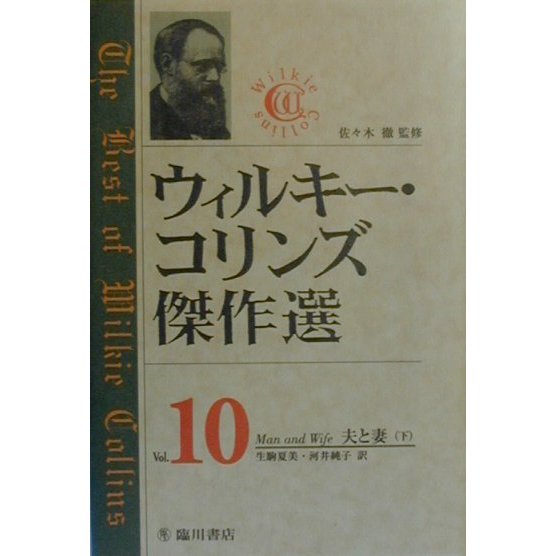 The Best of Wilkie Collins
Wilkie Collins
CW
佐々木 徹 監修
ウィルキー・
コリンズ
傑作選
Vol. 10
Man and Wife 夫と妻（下）
生駒夏美・河井純子 訳
臨川書店